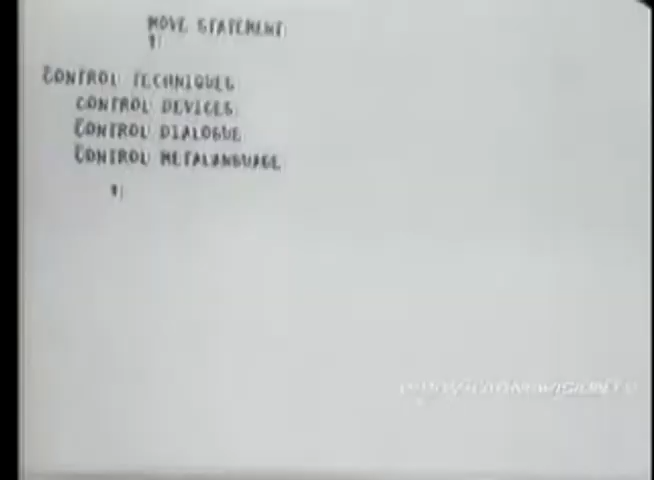 MOVE STATEMENT
CONTROL TECHNIQUES
CONTROL DEVICES
CONTROL DIALOGUE
CONTROL METALANGUAGE